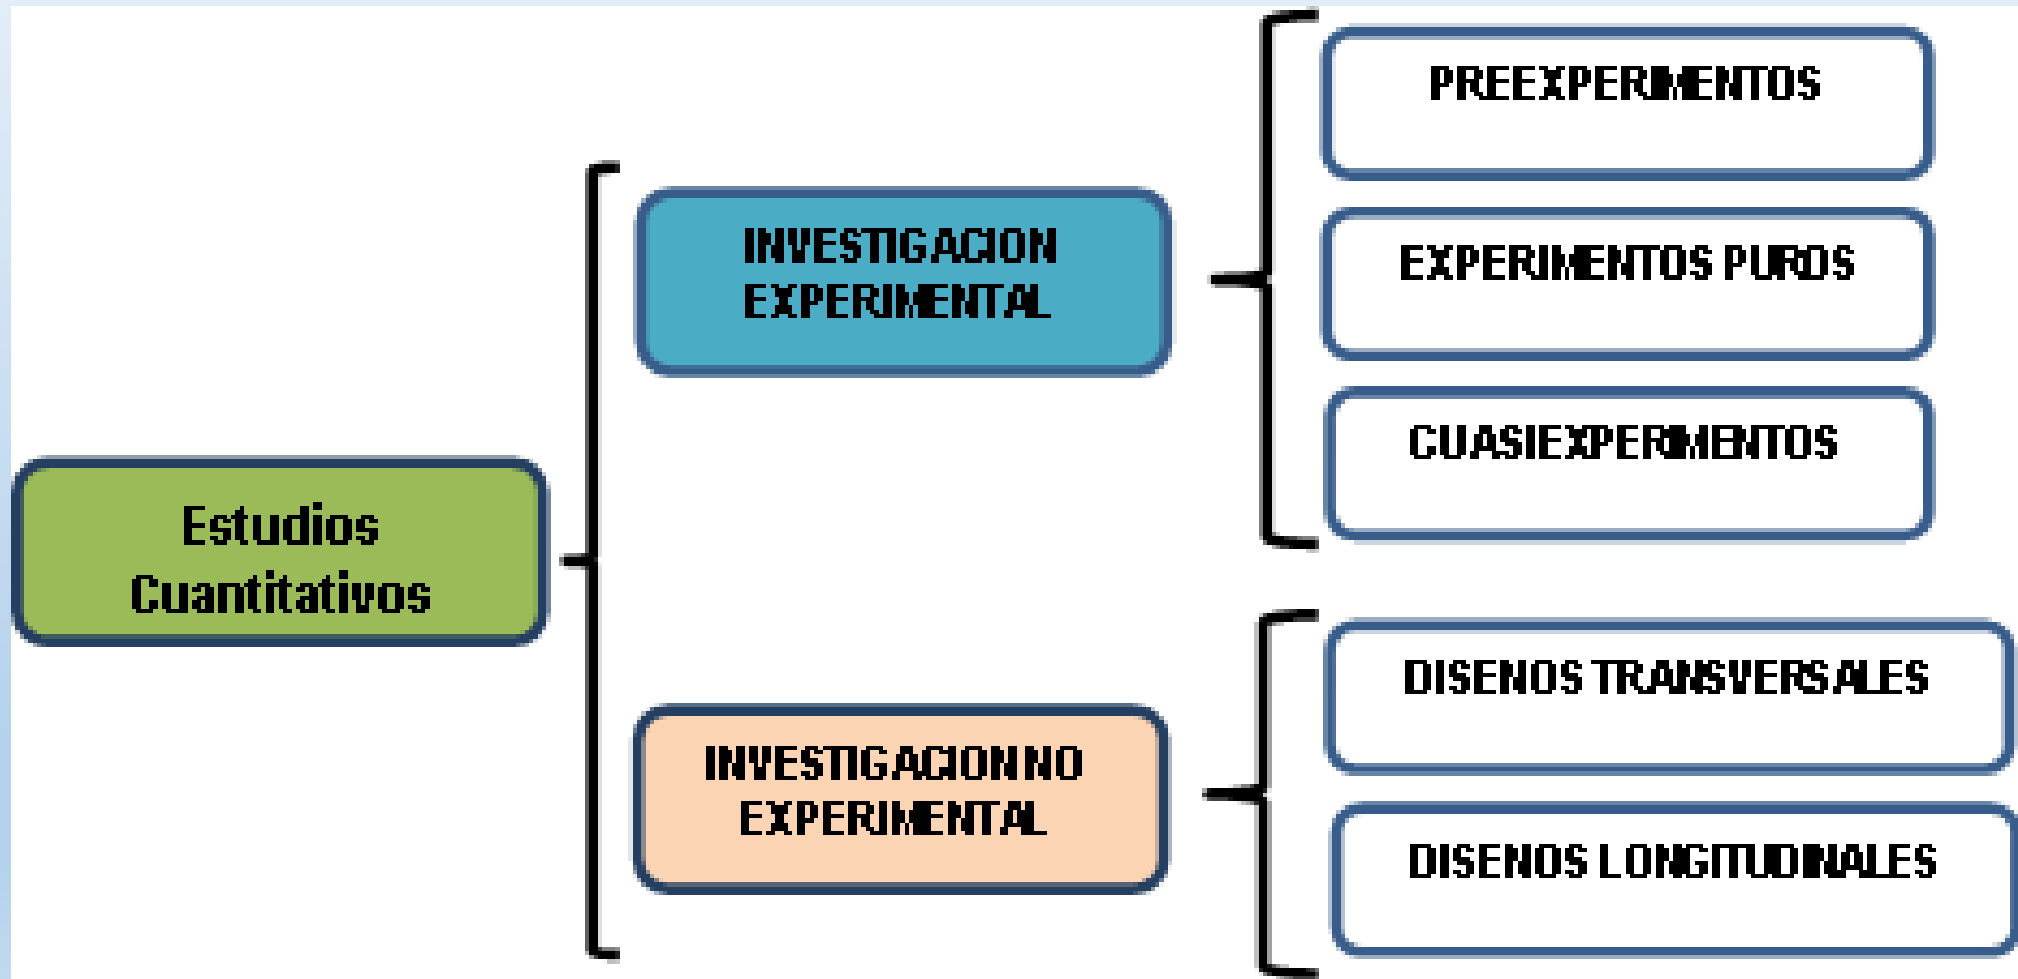 Estudios
Cuantitativos
INVESTIGACION
EXPERIMENTAL
PREEXPERIMENTOS
EXPERIMENTOS PUROS
CUASIEXPERIMENTOS
INVESTIGACION NO
EXPERIMENTAL
DISENOS TRANSVERSALES
DISENOS LONGITUDINALES